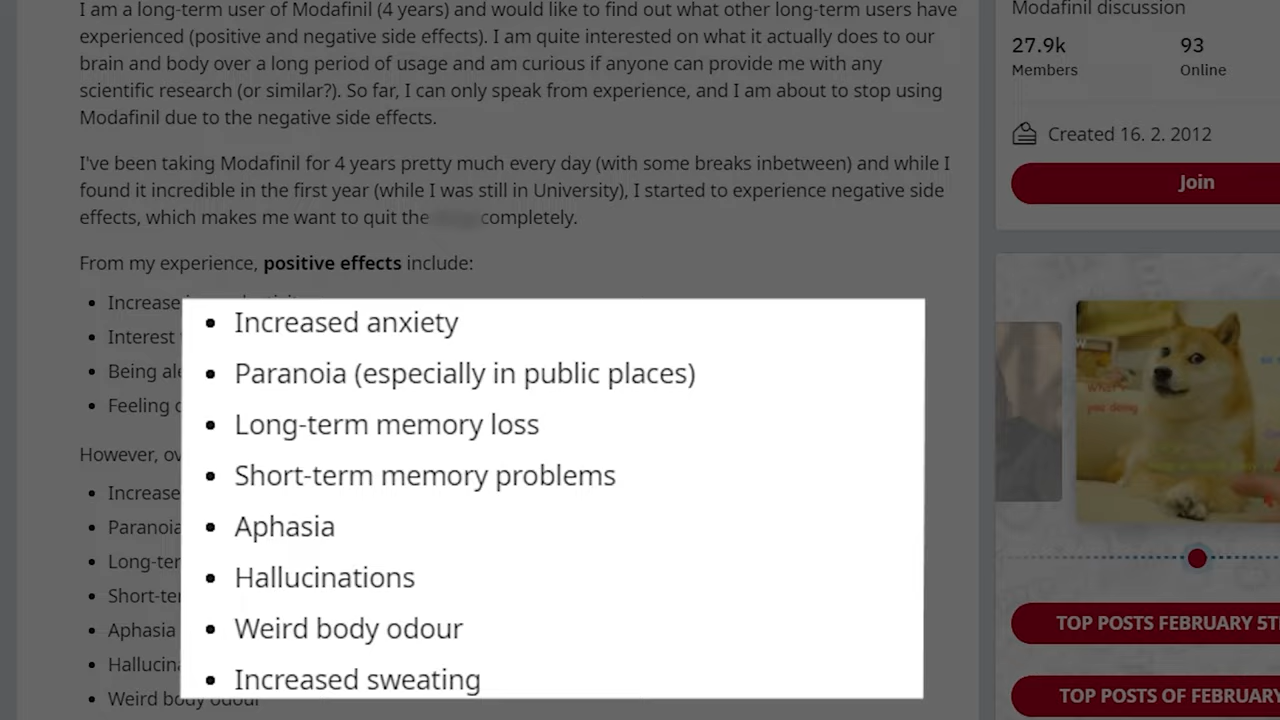 I am a long-term user of Modafinil (4 years) and would like to find out what other long-term users have
experienced (positive and negative side effects). I am quite interested on what it actually does to our
brain and body over a long period of usage and am curious if anyone can provide me with any
scientific research (or similar?). So far, I can only speak from experience, and I am about to stop using
Modafinil due to the negative side effects.
I've been taking Modafinil for 4 years pretty much every day (with some breaks inbetween) and while I
found it incredible in the first year (while I was still in University), I started to experience negative side
effects, which makes me want to quit the completely.
From my experience, positive effects include:
• Increase
• Interest
• Being
• Feeling
However,
• Increase
• Paranoia
• Aphasia
• Weird body odour
• Increased anxiety
• Paranoia (especially in public places)
• Long-term memory loss
• Short-term memory problems
• Aphasia
• Hallucinations
• Weird body odour
• Increased sweating
Modafinil discussion
27.9k 93
Members Online
Created 16. 2. 2012
Join
TOP POSTS FEBRUARY
TOP POSTS OF FEBRUARY